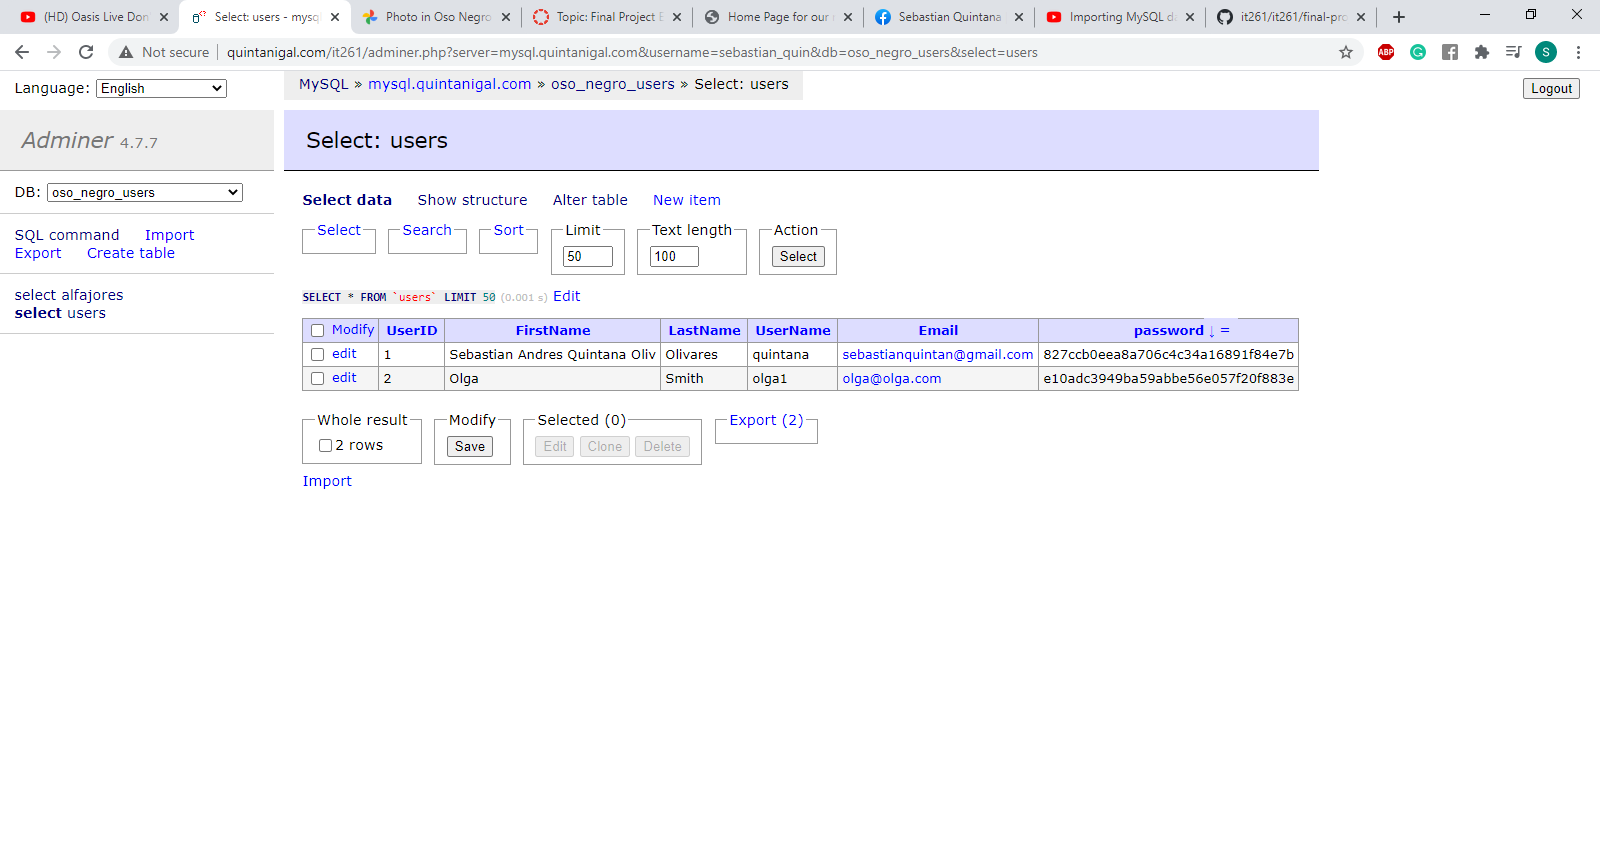 (HD) Oasis Live Don
Select: users - mysq
Photo in Oso Negro
Topic: Final Project E
Home Page for our
Sebastian Quintana
Importing MySQL da
it261/it261/final-pro
Not secure
quintanigal.com/it261/adminer.php?server=mysql.quintanigal.com&username=sebastian_quin&db=oso_negro_users&select=users
ABP
S
Language: English
MySQL » mysql.quintanigal.com » oso_negro_users » Select: users
Logout
Adminer 4.7.7
Select: users
DB: oso_negro_users
Select data Show structure Alter table New item
SQL command Import
Export Create table
select alfajores
select users
Select Search Sort Limit Text length Action
50 100 Select
SELECT * FROM `users` LIMIT 50 (0.001 s) Edit
Modify UserID FirstName LastName UserName Email password ↓ =
edit 1 Sebastian Andres Quintana Oliv Olivares quintana sebastianquintan@gmail.com 827ccb0eea8a706c4c34a16891f84e7b
edit 2 Olga Smith olga1 olga@olga.com e10adc3949ba59abbe56e057f20f883e
Whole result Modify Selected (0) Export (2)
2 rows Save Edit Clone Delete
Import